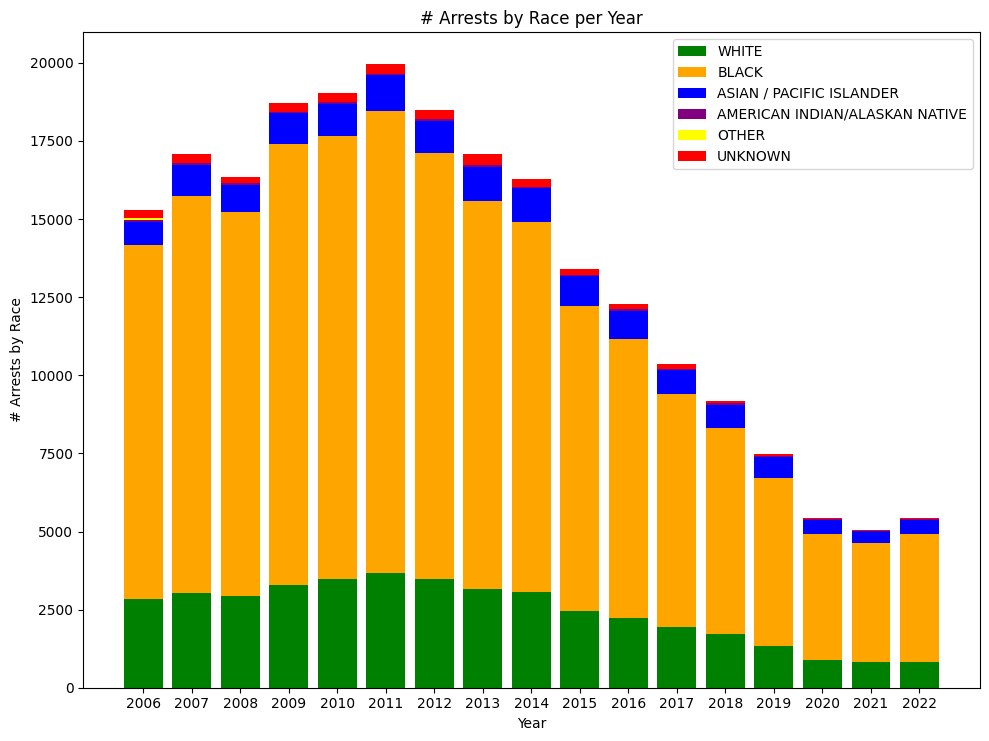 # Arrests by Race per Year
WHITE
BLACK
ASIAN / PACIFIC ISLANDER
AMERICAN INDIAN/ALASKAN NATIVE
OTHER
UNKNOWN
# Arrests by Race
20000
17500
15000
12500
10000
7500
5000
2500
0
2006 2007 2008 2009 2010 2011 2012 2013 2014 2015 2016 2017 2018 2019 2020 2021 2022
Year